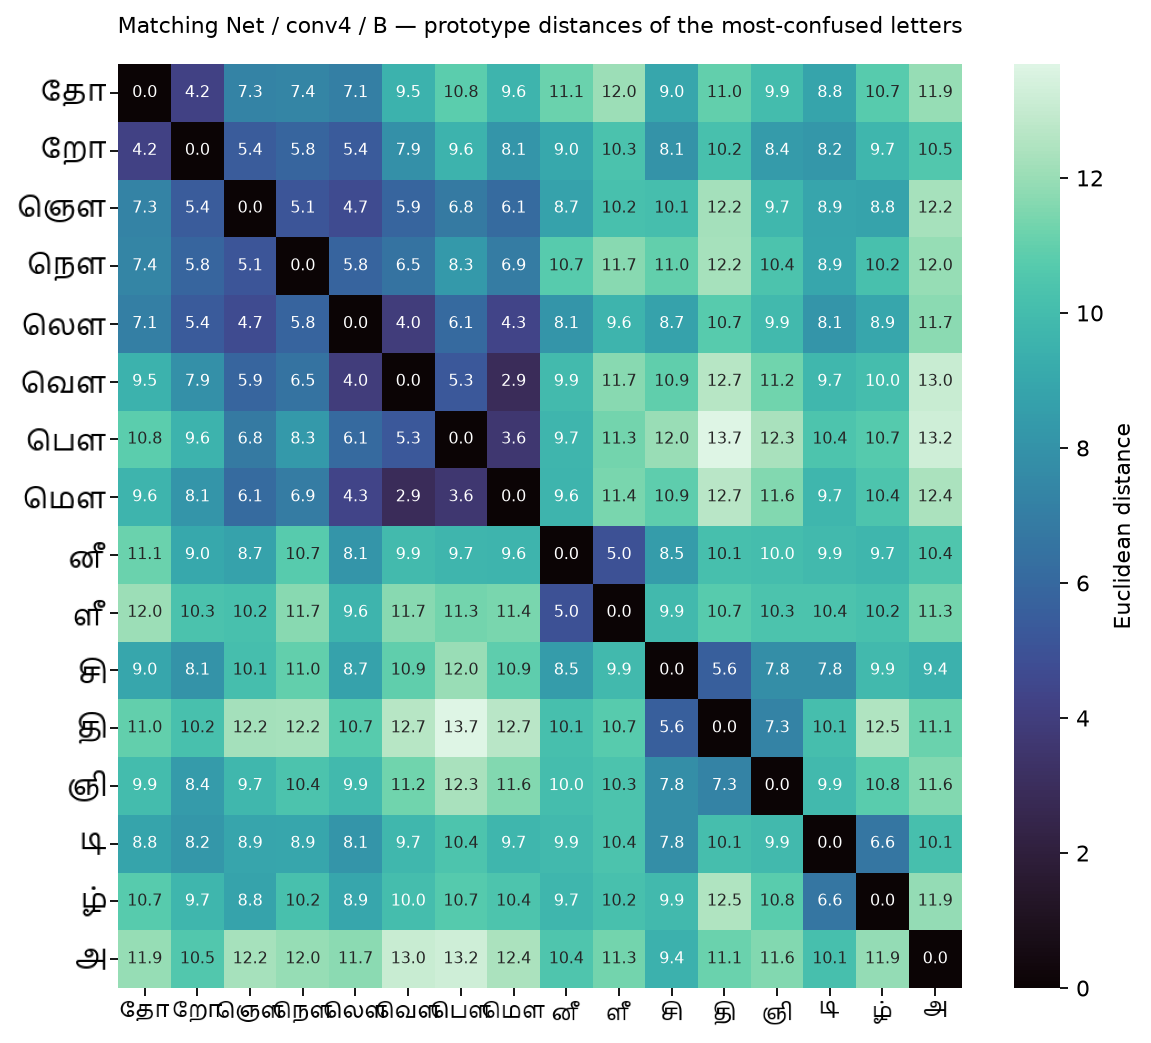 Matching Net / conv4 / B — prototype distances of the most-confused letters
தோ 0.0 4.2 7.3 7.4 7.1 9.5 10.8 9.6 11.1 12.0 9.0 11.0 9.9 8.8 10.7 11.9
றோ 4.2 0.0 5.4 5.8 5.4 7.9 9.6 8.1 9.0 10.3 8.1 10.2 8.4 8.2 9.7 10.5
ஞௌ 7.3 5.4 0.0 5.1 4.7 5.9 6.8 6.1 8.7 10.2 10.1 12.2 9.7 8.9 8.8 12.2
நௌ 7.4 5.8 5.1 0.0 5.8 6.5 8.3 6.9 10.7 11.7 11.0 12.2 10.4 8.9 10.2 12.0
லௌ 7.1 5.4 4.7 5.8 0.0 4.0 6.1 4.3 8.1 9.6 8.7 10.7 9.9 8.1 8.9 11.7
வௌ 9.5 7.9 5.9 6.5 4.0 0.0 5.3 2.9 9.9 11.7 10.9 12.7 11.2 9.7 10.0 13.0
பௌ 10.8 9.6 6.8 8.3 6.1 5.3 0.0 3.6 9.7 11.3 12.0 13.7 12.3 10.4 10.7 13.2
மௌ 9.6 8.1 6.1 6.9 4.3 2.9 3.6 0.0 9.6 11.4 10.9 12.7 11.6 9.7 10.4 12.4
னீ 11.1 9.0 8.7 10.7 8.1 9.9 9.7 9.6 0.0 5.0 8.5 10.1 10.0 9.9 9.7 10.4
ளீ 12.0 10.3 10.2 11.7 9.6 11.7 11.3 11.4 5.0 0.0 9.9 10.7 10.3 10.4 10.2 11.3
சி 9.0 8.1 10.1 11.0 8.7 10.9 12.0 10.9 8.5 9.9 0.0 5.6 7.8 7.8 9.9 9.4
தி 11.0 10.2 12.2 12.2 10.7 12.7 13.7 12.7 10.1 10.7 5.6 0.0 7.3 10.1 12.5 11.1
ஞி 9.9 8.4 9.7 10.4 9.9 11.2 12.3 11.6 10.0 10.3 7.8 7.3 0.0 9.9 10.8 11.6
டி 8.8 8.2 8.9 8.9 8.1 9.7 10.4 9.7 9.9 10.4 7.8 10.1 9.9 0.0 6.6 10.1
ழ் 10.7 9.7 8.8 10.2 8.9 10.0 10.7 10.4 9.7 10.2 9.9 12.5 10.8 6.6 0.0 11.9
அ 11.9 10.5 12.2 12.0 11.7 13.0 13.2 12.4 10.4 11.3 9.4 11.1 11.6 10.1 11.9 0.0
தோ றோ ஞௌ நௌ லௌ வௌ பௌ மௌ னீ ளீ சி தி ஞி டி ழ் அ
12
10
8
6
4
2
0
Euclidean distance